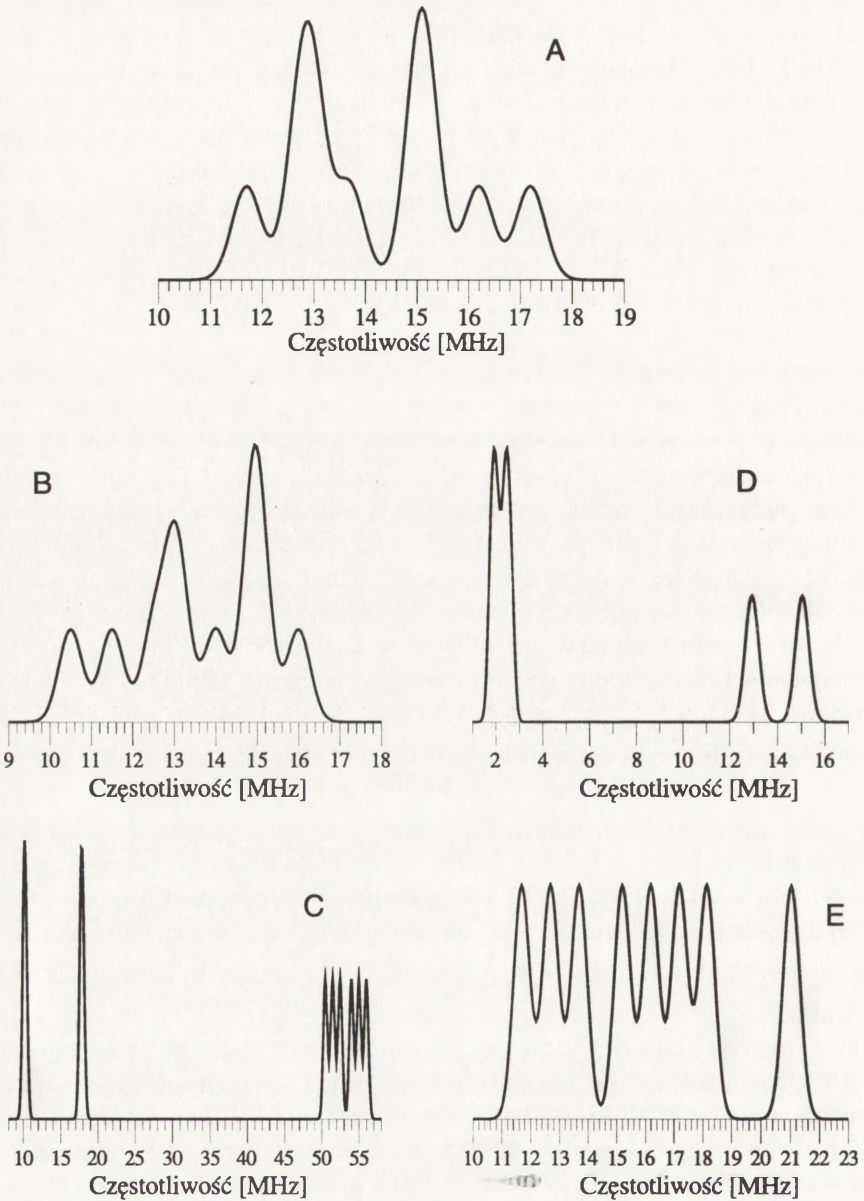 A
10 11 12 13 14 15 16 17 18 19
Częstotliwość [MHz]
B
9 10 11 12 13 14 15 16 17 18
Częstotliwość [MHz]
D
2 4 6 8 10 12 14 16
Częstotliwość [MHz]
C
10 15 20 25 30 35 40 45 50 55
Częstotliwość [MHz]
E
10 11 12 13 14 15 16 17 18 19 20 21 22 23
Częstotliwość [MHz]